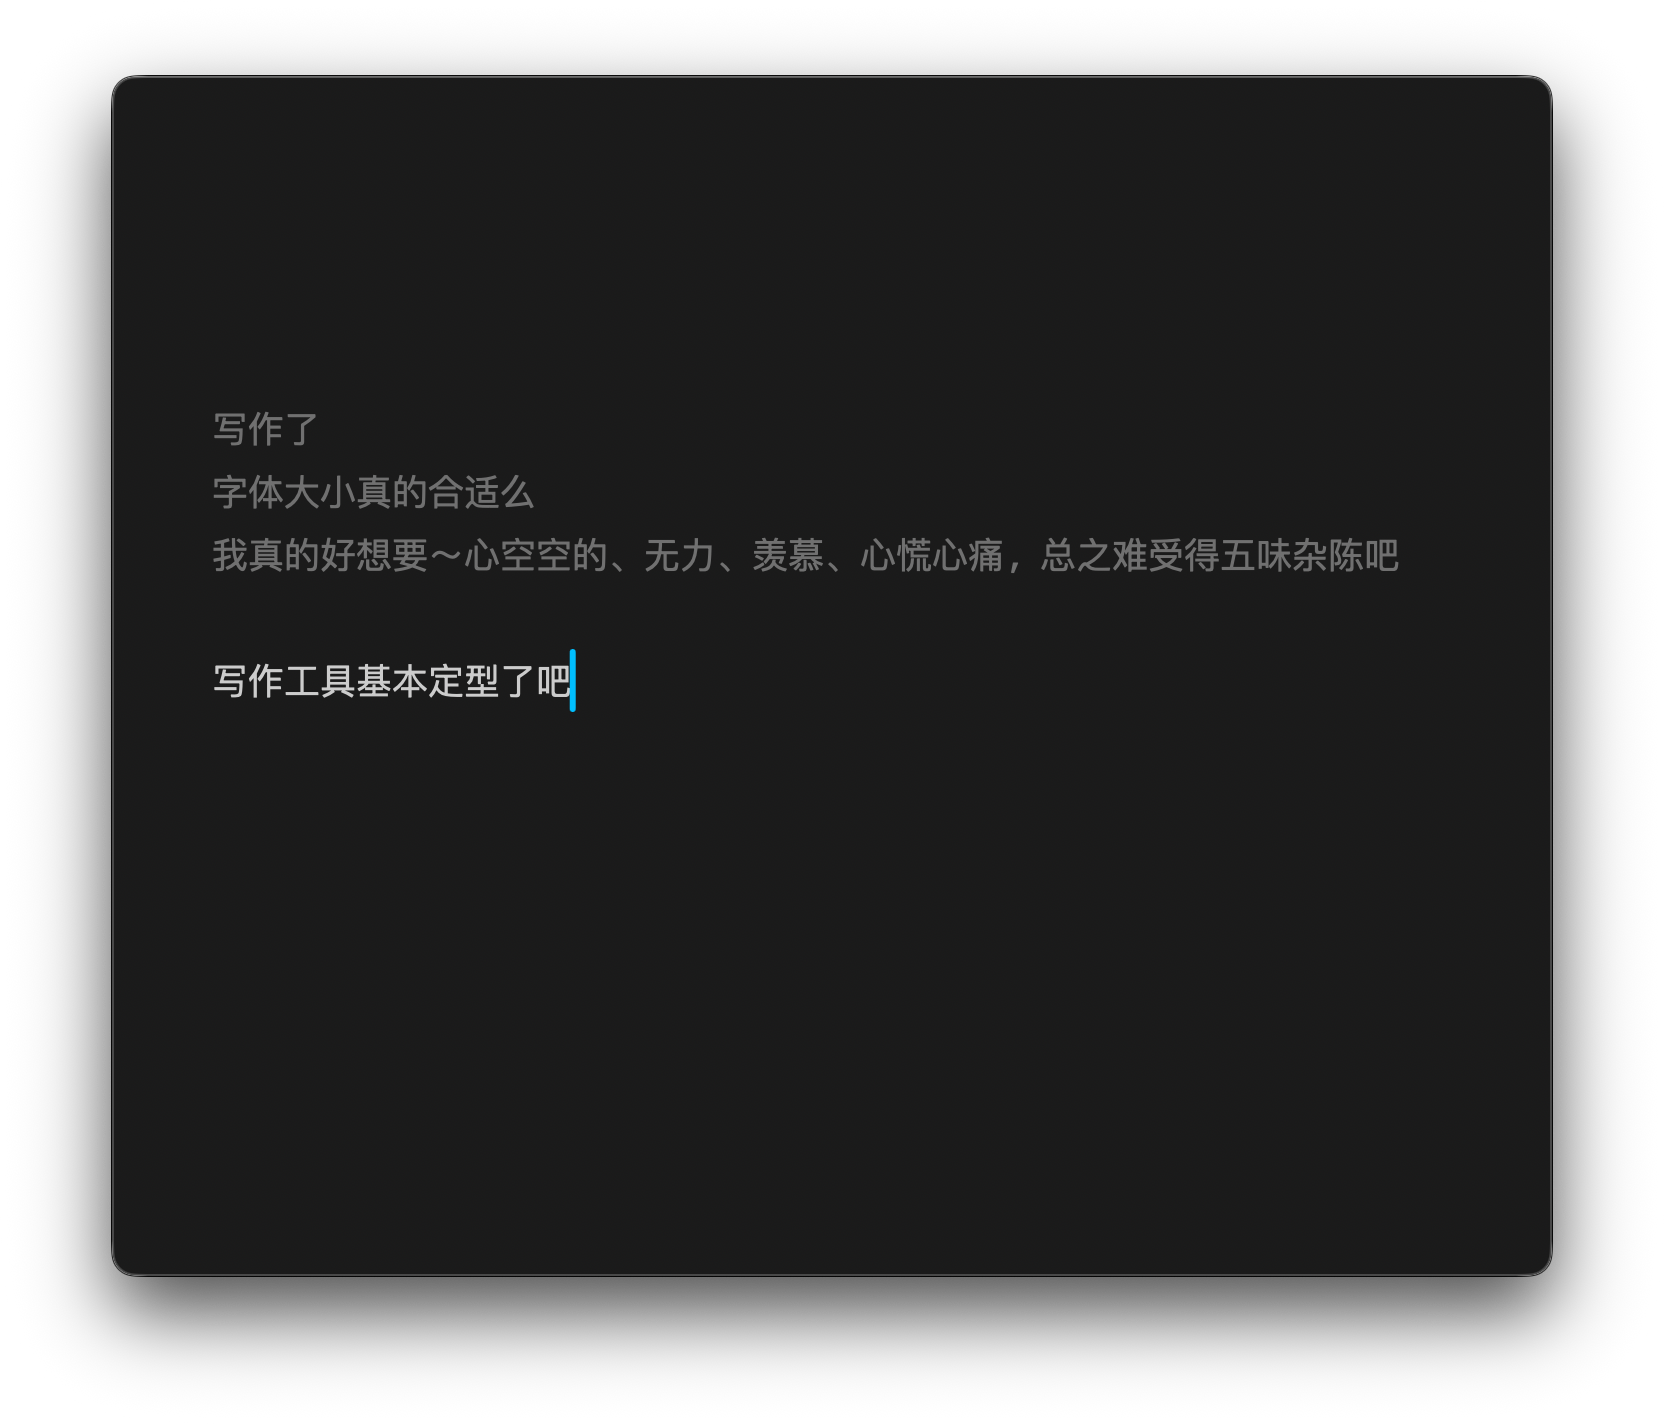 写作了
字体大小真的合适么
我真的好想要～心空空的、无力、羡慕、心慌心痛，总之难受得五味杂陈吧
写作工具基本定型了吧